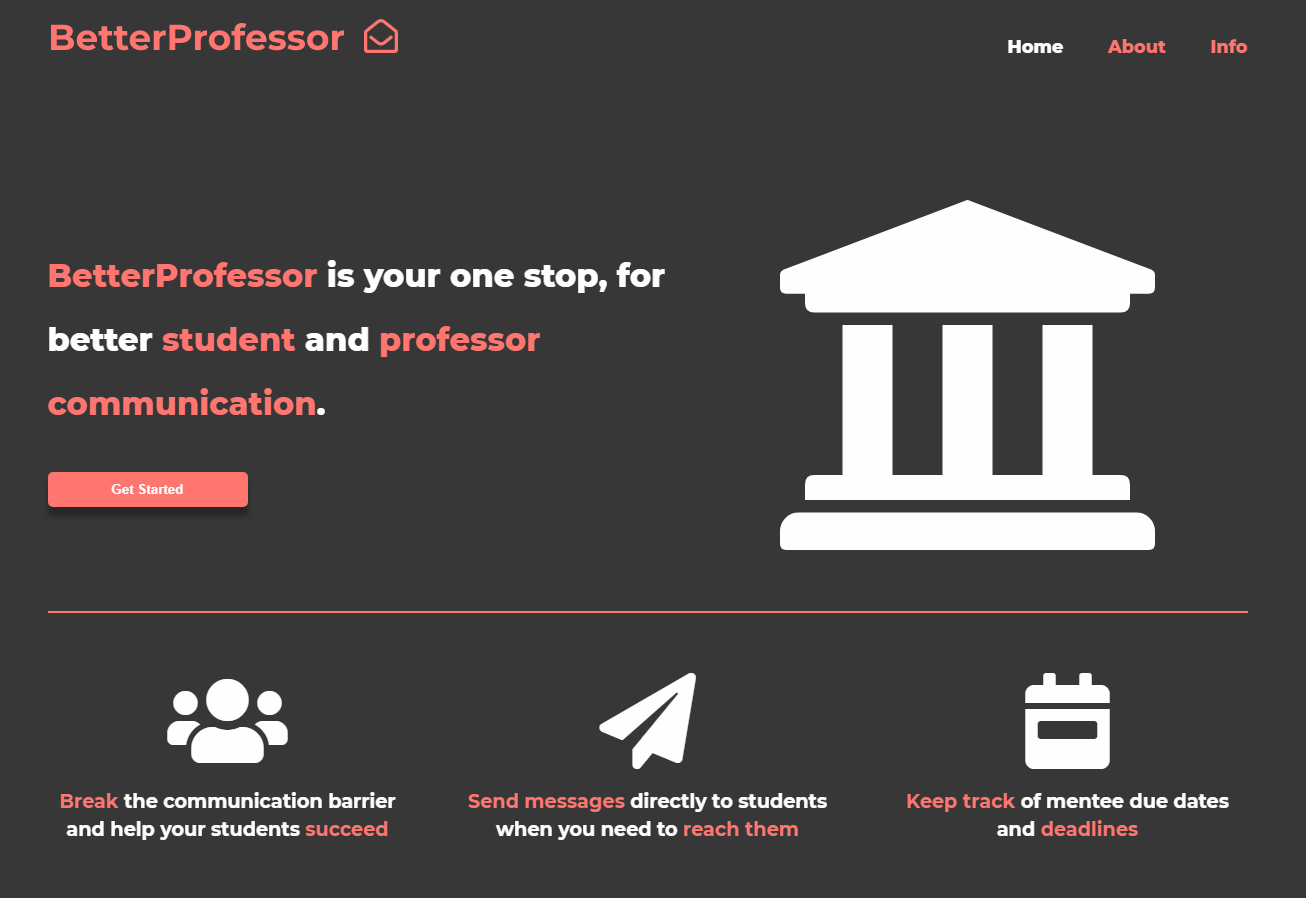 BetterProfessor
Home About Info
BetterProfessor is your one stop, for
better student and professor
communication.
Get Started
Break the communication barrier
and help your students succeed
Send messages directly to students
when you need to reach them
Keep track of mentee due dates
and deadlines